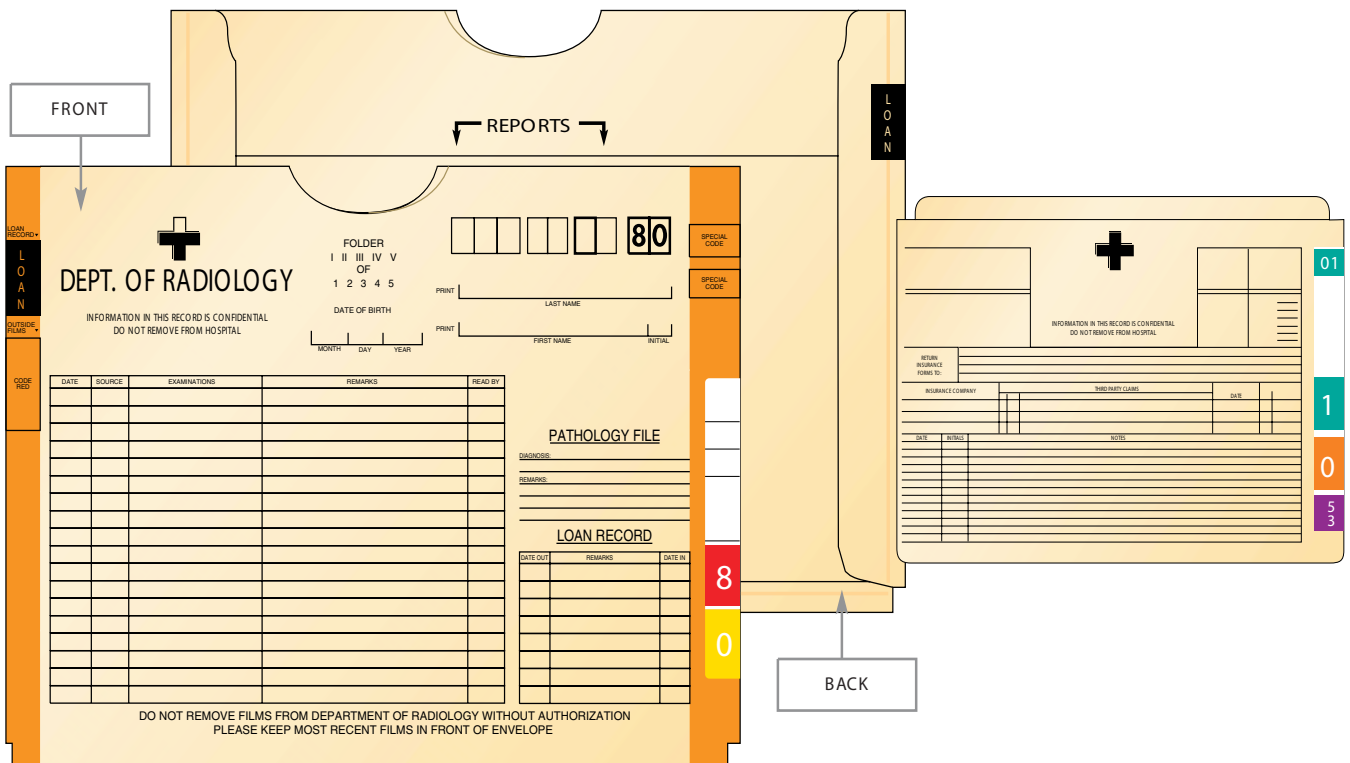 FRONT
REPORTS
LOAN
LOAN
RECORD
LOAN
OUTSIDE
FILMS
CODE
RED
DEPT. OF RADIOLOGY
INFORMATION IN THIS RECORD IS CONFIDENTIAL
DO NOT REMOVE FROM HOSPITAL
FOLDER
I II III IV V
OF
1 2 3 4 5
DATE OF BIRTH
MONTH DAY YEAR
80
PRINT
LAST NAME
PRINT
FIRST NAME INITIAL
SPECIAL
CODE
SPECIAL
CODE
DATE SOURCE EXAMINATIONS REMARKS READ BY
PATHOLOGY FILE
DIAGNOSIS:
REMARKS:
LOAN RECORD
DATE OUT REMARKS DATE IN
8
0
DO NOT REMOVE FILMS FROM DEPARTMENT OF RADIOLOGY WITHOUT AUTHORIZATION
PLEASE KEEP MOST RECENT FILMS IN FRONT OF ENVELOPE
BACK
INFORMATION IN THIS RECORD IS CONFIDENTIAL
DO NOT REMOVE FROM HOSPITAL
RETURN
INSURANCE
FORMS TO:
INSURANCE COMPANY THIRD PARTY CLAIMS DATE
DATE INITIALS NOTES
01
1
0
5
3